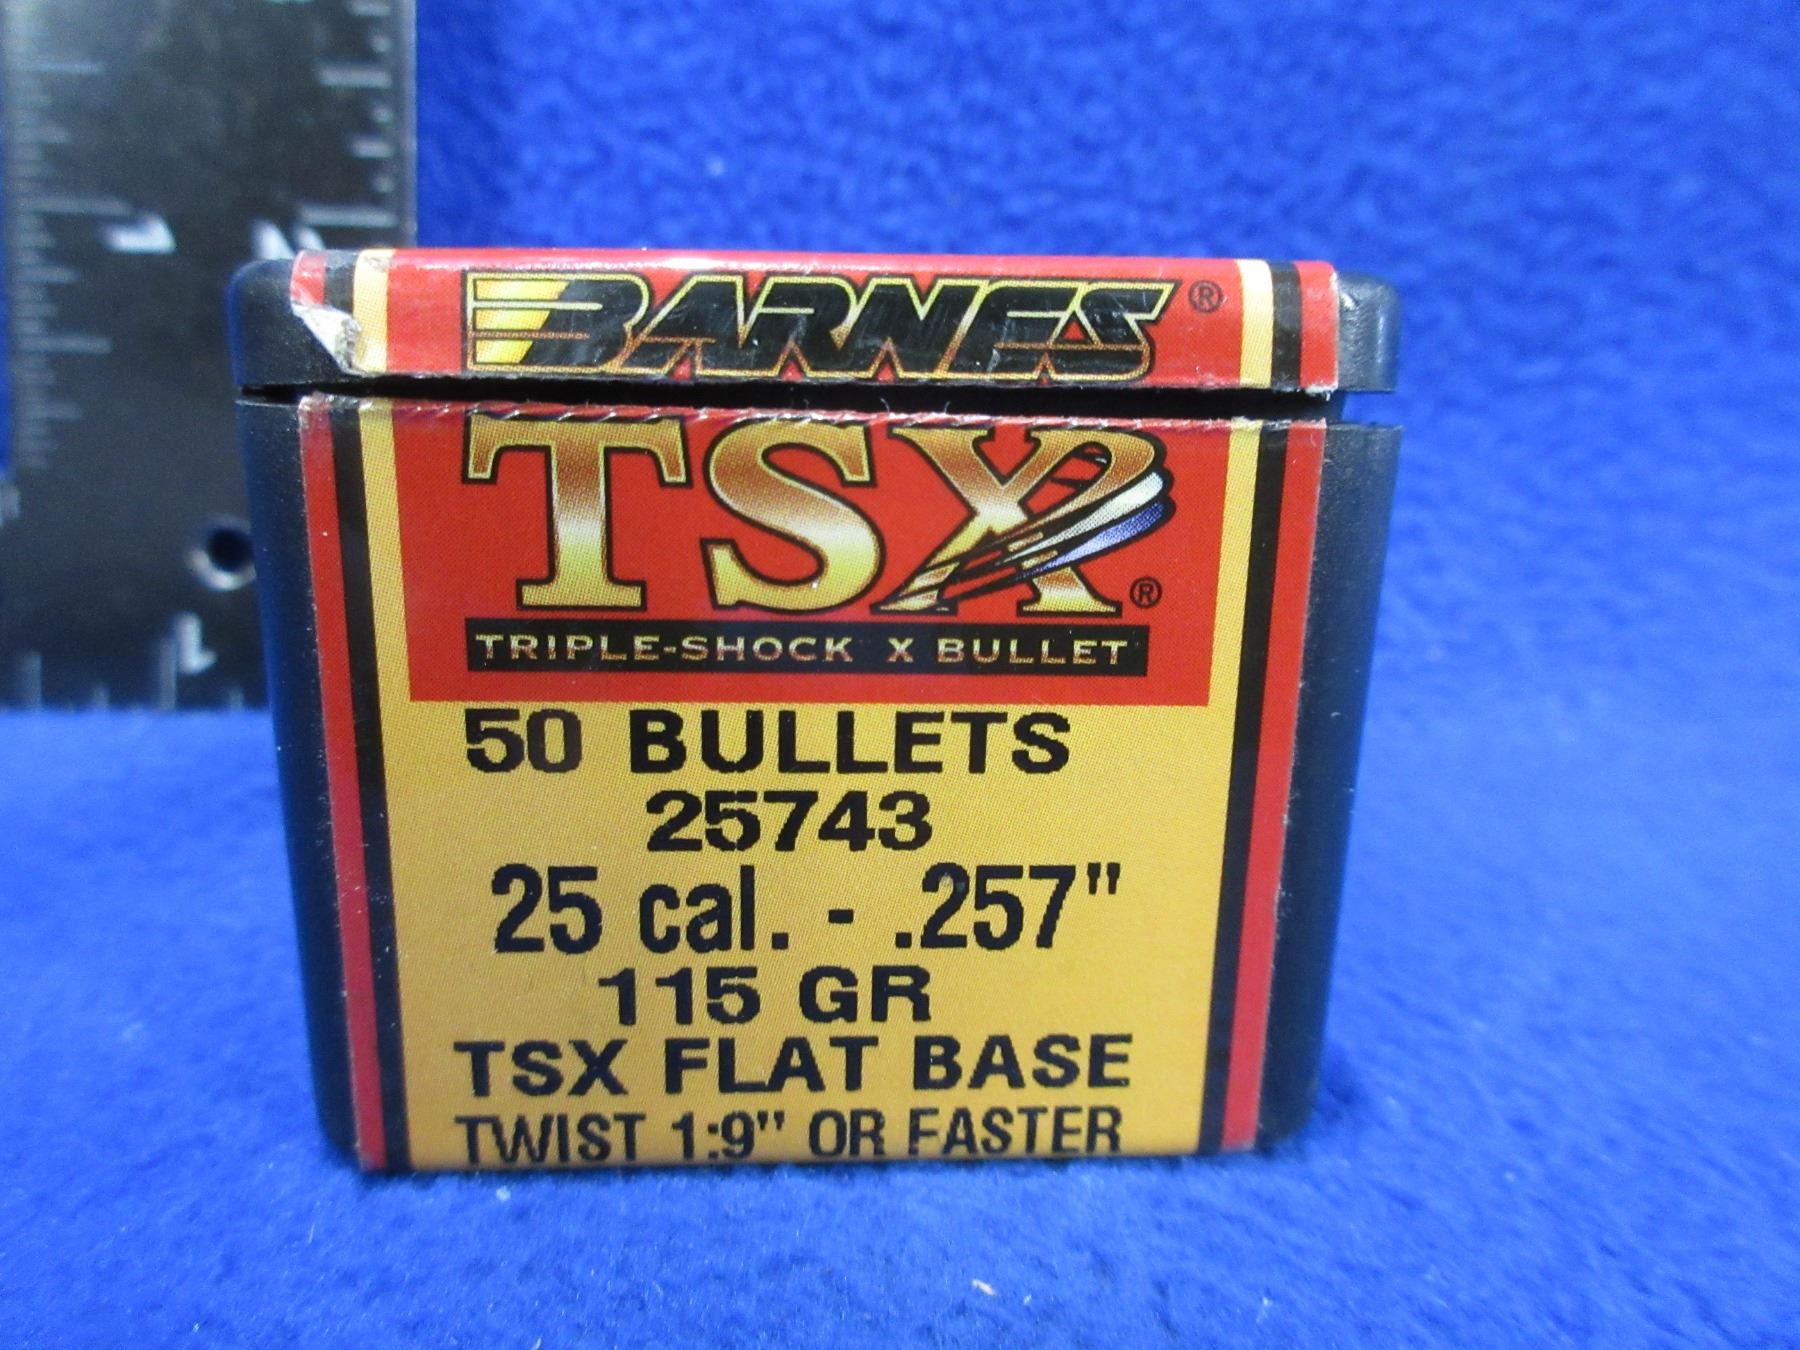 BARNES®
TSX®
TRIPLE-SHOCK X BULLET
50 BULLETS
25743
25 cal. - .257"
115 GR
TSX FLAT BASE
TWIST 1:9" OR FASTER